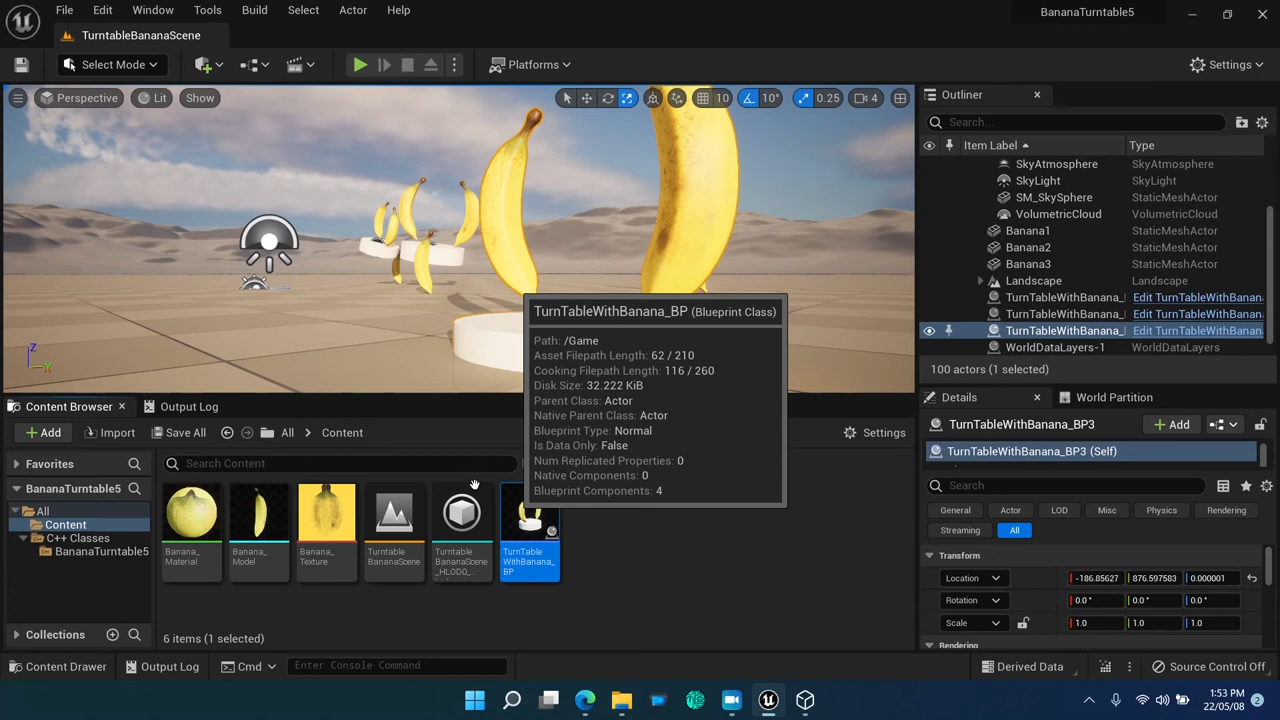 File Edit Window Tools Build Select Actor Help
BananaTurntable5
TurntableBananaScene
Select Mode
Platforms
Settings
Perspective
Lit
Show
10
10°
0.25
4
Outliner
Search...
Item Label
Type
SkyAtmosphere SkyAtmosphere
SkyLight SkyLight
SM_SkySphere StaticMeshActor
VolumetricCloud VolumetricCloud
Banana1 StaticMeshActor
Banana2 StaticMeshActor
Banana3 StaticMeshActor
Landscape Landscape
TurnTableWithBanana_ Edit TurnTableWithBanan
TurnTableWithBanana_ Edit TurnTableWithBanan
TurnTableWithBanana_ Edit TurnTableWithBanan
WorldDataLayers-1 WorldDataLayers
100 actors (1 selected)
Z
Y
TurnTableWithBanana_BP (Blueprint Class)
Path: /Game
Asset Filepath Length: 62 / 210
Cooking Filepath Length: 116 / 260
Disk Size: 32.222 KiB
Parent Class: Actor
Native Parent Class: Actor
Blueprint Type: Normal
Is Data Only: False
Num Replicated Properties: 0
Native Components: 0
Blueprint Components: 4
Content Browser
Output Log
Add
Import
Save All
All
Content
Settings
Favorites
Search Content
BananaTurntable5
All
Content
C++ Classes
BananaTurntable5
Collections
Banana_
Material
Banana_
Model
Banana_
Texture
Turntable
BananaScene
Turntable
BananaScene
_HLOD0_...
TurnTable
WithBanana_
BP
6 items (1 selected)
Details
World Partition
TurnTableWithBanana_BP3
Add
TurnTableWithBanana_BP3 (Self)
Search
General Actor LOD Misc Physics Rendering
Streaming All
Transform
Location -186.85627 876.597583 0.000001
Rotation 0.0 ° 0.0 ° 0.0 °
Scale 1.0 1.0 1.0
Rendering
Content Drawer
Output Log
Cmd
Enter Console Command
Derived Data
Source Control Off
1:53 PM
22/05/08
2